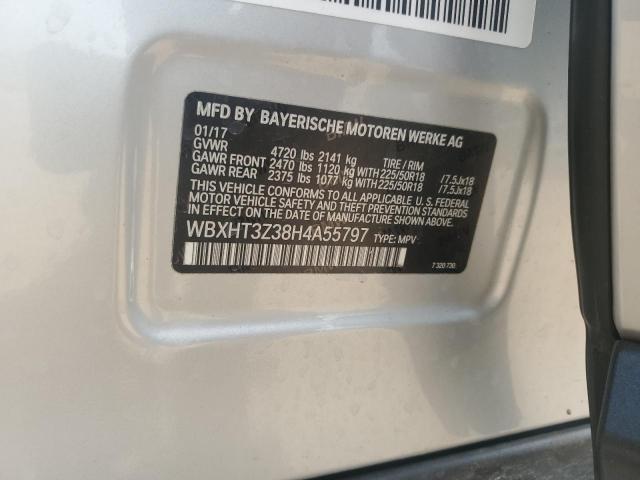 MFD BY BAYERISCHE MOTOREN WERKE AG
01/17
GVWR 4720 lbs 2141 kg TIRE / RIM
GAWR FRONT 2470 lbs 1120 kg WITH 225/50R18 /7.5Jx18
GAWR REAR 2375 lbs 1077 kg WITH 225/50R18 /7.5Jx18
THIS VEHICLE CONFORMS TO ALL APPLICABLE U. S. FEDERAL
MOTOR VEHICLE SAFETY, BUMPER, AND THEFT PREVENTION
STANDARDS IN EFFECT ON THE DATE OF MANUFACTURE SHOWN ABOVE.
WBXHT3Z38H4A55797 TYPE: MPV
7 320 730